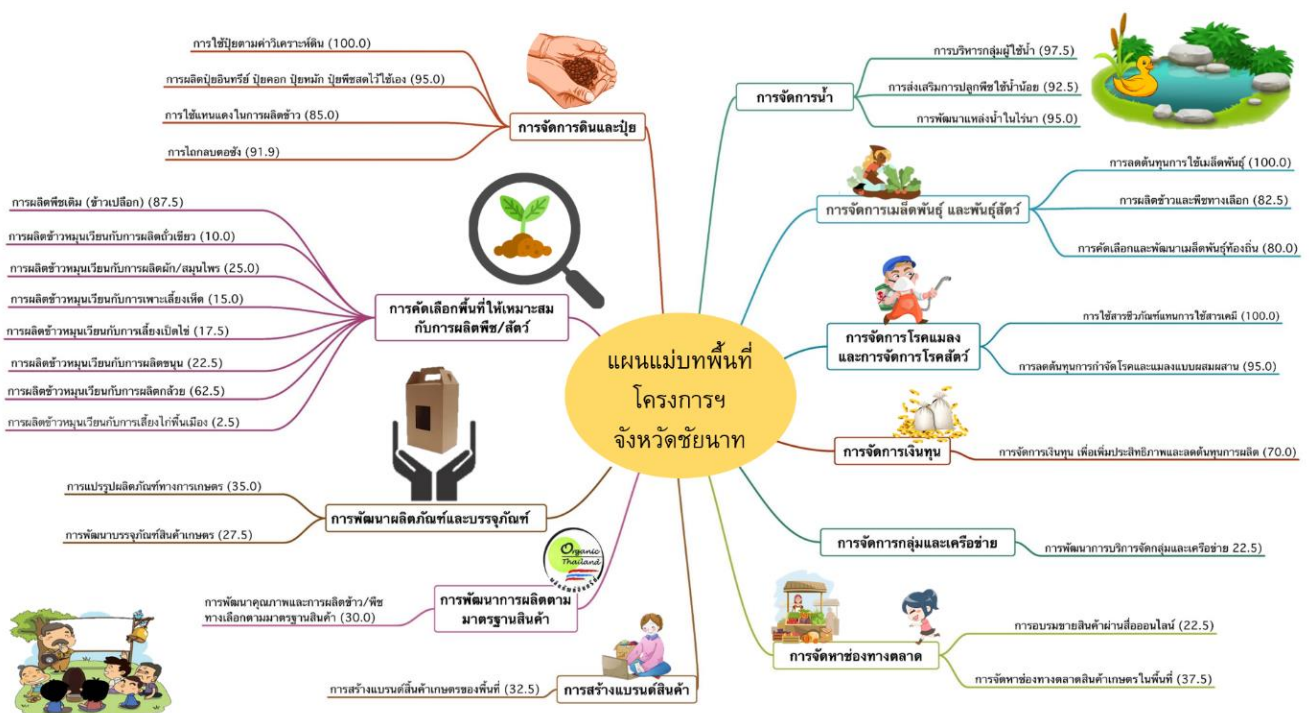 การใช้ปุ๋ยตามค่าวิเคราะห์ดิน (100.0)
การผลิตปุ๋ยอินทรีย์ ปุ๋ยคอก ปุ๋ยหมัก ปุ๋ยพืชสดไว้ใช้เอง (95.0)
การใช้แหนแดงในการผลิตข้าว (85.0)
การไถกลบตอซัง (91.9)
การจัดการดินและปุ๋ย
การผลิตพืชเดิม (ข้าวเปลือก) (87.5)
การผลิตข้าวหมุนเวียนกับการผลิตถั่วเขียว (10.0)
การผลิตข้าวหมุนเวียนกับการผลิตผัก/สมุนไพร (25.0)
การผลิตข้าวหมุนเวียนกับการเพาะเลี้ยงเห็ด (15.0)
การผลิตข้าวหมุนเวียนกับการเลี้ยงเป็ดไข่ (17.5)
การผลิตข้าวหมุนเวียนกับการผลิตขนุน (22.5)
การผลิตข้าวหมุนเวียนกับการผลิตกล้วย (62.5)
การผลิตข้าวหมุนเวียนกับการเลี้ยงไก่พื้นเมือง (2.5)
การคัดเลือกพื้นที่ให้เหมาะสม
กับการผลิตพืช/สัตว์
การแปรรูปผลิตภัณฑ์ทางการเกษตร (35.0)
การพัฒนาบรรจุภัณฑ์สินค้าเกษตร (27.5)
การพัฒนาผลิตภัณฑ์และบรรจุภัณฑ์
Organic
Thailand
การพัฒนาคุณภาพและการผลิตข้าว/พืช
ทางเลือกตามมาตรฐานสินค้า (30.0)
การพัฒนาการผลิตตาม
มาตรฐานสินค้า
การสร้างแบรนด์สินค้าเกษตรของพื้นที่ (32.5)
การสร้างแบรนด์สินค้า
แผนแม่บทพื้นที่
โครงการฯ
จังหวัดชัยนาท
การจัดการน้ำ
การบริหารกลุ่มผู้ใช้น้ำ (97.5)
การส่งเสริมการปลูกพืชใช้น้ำน้อย (92.5)
การพัฒนาแหล่งน้ำในไร่นา (95.0)
การจัดการเมล็ดพันธุ์ และพันธุ์สัตว์
การลดต้นทุนการใช้เมล็ดพันธุ์ (100.0)
การผลิตข้าวและพืชทางเลือก (82.5)
การคัดเลือกและพัฒนาเมล็ดพันธุ์ท้องถิ่น (80.0)
การจัดการโรคแมลง
และการจัดการโรคสัตว์
การใช้สารชีวภัณฑ์แทนการใช้สารเคมี (100.0)
การลดต้นทุนการกำจัดโรคและแมลงแบบผสมผสาน (95.0)
การจัดการเงินทุน
การจัดการเงินทุน เพื่อเพิ่มประสิทธิภาพและลดต้นทุนการผลิต (70.0)
การจัดการกลุ่มและเครือข่าย
การพัฒนาการบริการจัดกลุ่มและเครือข่าย 22.5)
การจัดหาช่องทางตลาด
การอบรมขายสินค้าผ่านสื่อออนไลน์ (22.5)
การจัดหาช่องทางตลาดสินค้าเกษตรในพื้นที่ (37.5)